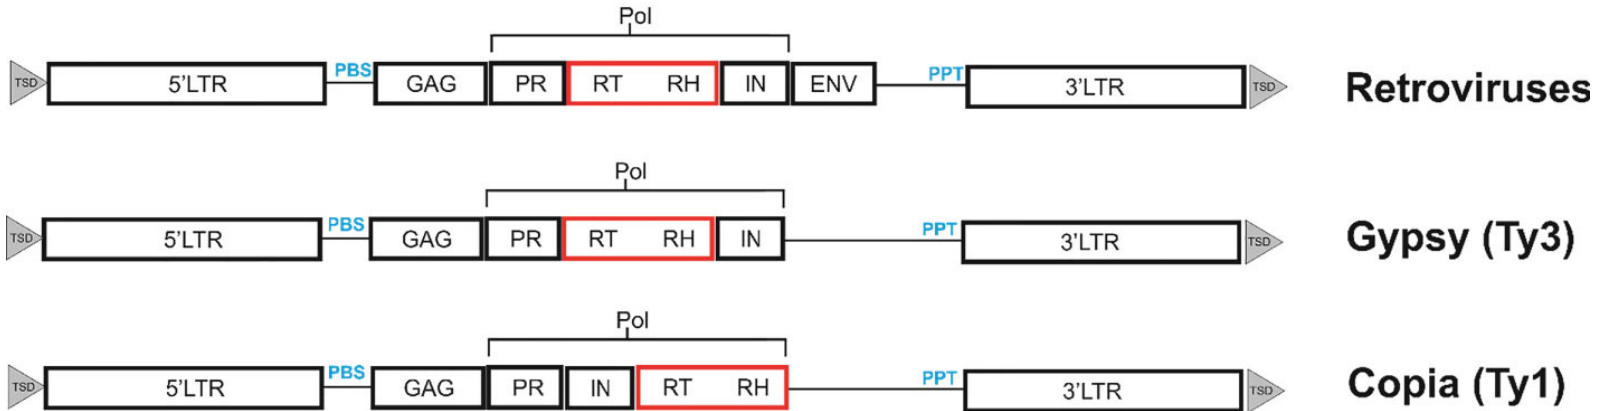 Pol
TSD 5'LTR PBS GAG PR RT RH IN ENV PPT 3'LTR TSD Retroviruses
Pol
TSD 5'LTR PBS GAG PR RT RH IN PPT 3'LTR TSD Gypsy (Ty3)
Pol
TSD 5'LTR PBS GAG PR IN RT RH PPT 3'LTR TSD Copia (Ty1)